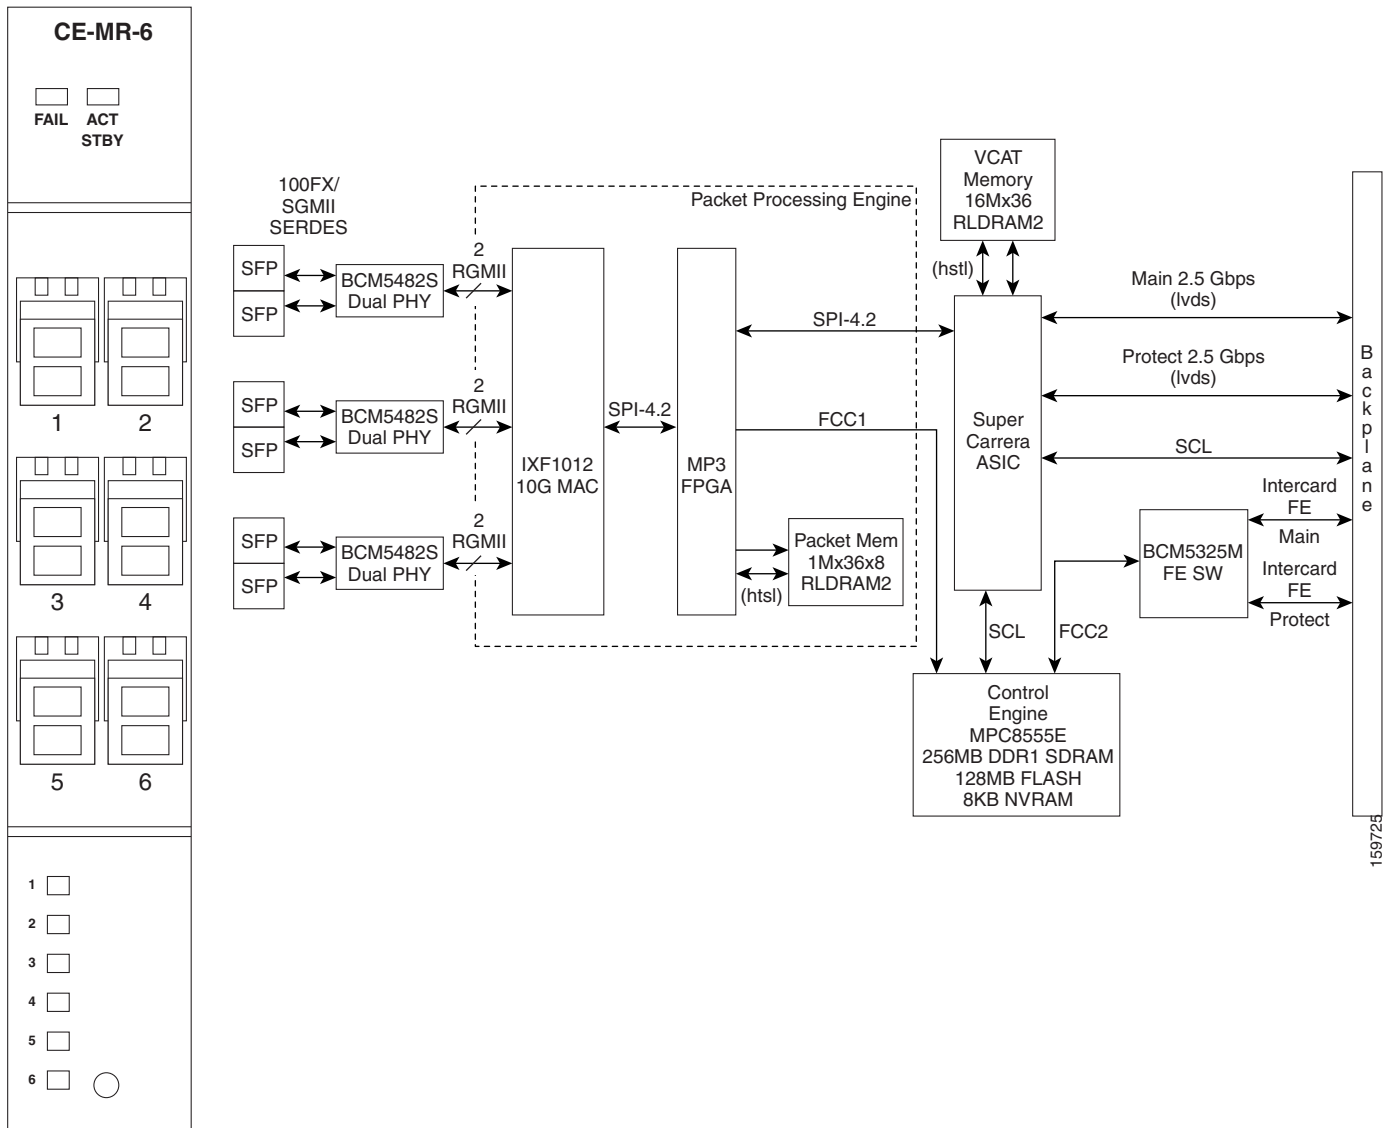 CE-MR-6
FAIL
ACT
STBY
1
2
3
4
5
6
1
2
3
4
5
6
100FX/
SGMII
SERDES
SFP
SFP
BCM5482S
Dual PHY
2
RGMII
SFP
SFP
BCM5482S
Dual PHY
2
RGMII
SFP
SFP
BCM5482S
Dual PHY
2
RGMII
Packet Processing Engine
IXF1012
10G MAC
SPI-4.2
MP3
FPGA
SPI-4.2
FCC1
Packet Mem
1Mx36x8
RLDRAM2
(htsl)
VCAT
Memory
16Mx36
RLDRAM2
(hstl)
Super
Carrera
ASIC
SCL
FCC2
Control
Engine
MPC8555E
256MB DDR1 SDRAM
128MB FLASH
8KB NVRAM
Main 2.5 Gbps
(lvds)
Protect 2.5 Gbps
(lvds)
SCL
BCM5325M
FE SW
Intercard
FE
Main
Intercard
FE
Protect
Backplane
159725